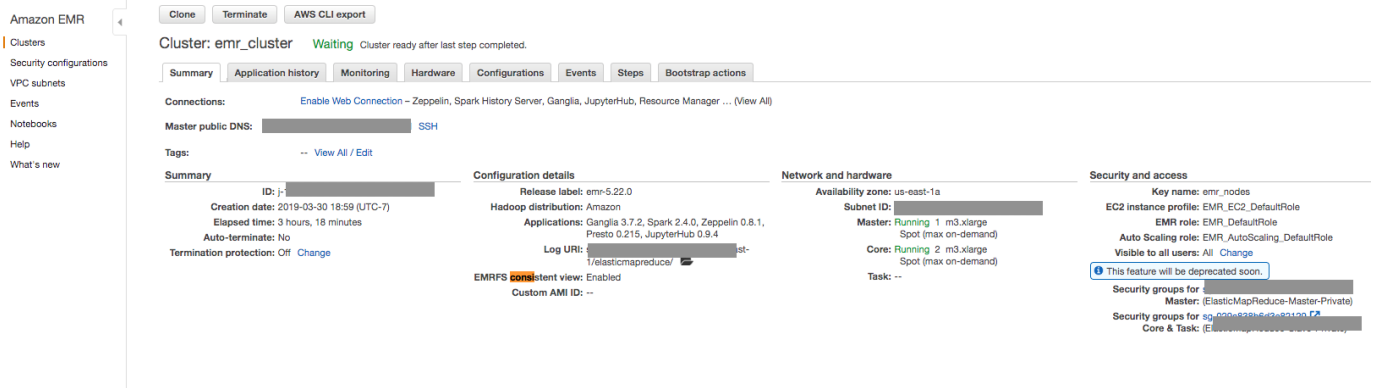 Amazon EMR
Clusters
Security configurations
VPC subnets
Events
Notebooks
Help
What's new
Clone Terminate AWS CLI export
Cluster: emr_cluster Waiting Cluster ready after last step completed.
Summary Application history Monitoring Hardware Configurations Events Steps Bootstrap actions
Connections: Enable Web Connection – Zeppelin, Spark History Server, Ganglia, JupyterHub, Resource Manager ... (View All)
Master public DNS: SSH
Tags: -- View All / Edit
Summary
ID: j-
Creation date: 2019-03-30 18:59 (UTC-7)
Elapsed time: 3 hours, 18 minutes
Auto-terminate: No
Termination protection: Off Change
Configuration details
Release label: emr-5.22.0
Hadoop distribution: Amazon
Applications: Ganglia 3.7.2, Spark 2.4.0, Zeppelin 0.8.1,
Presto 0.215, JupyterHub 0.9.4
Log URI:
1/elasticmapreduce/
EMRFS consistent view: Enabled
Custom AMI ID: --
Network and hardware
Availability zone: us-east-1a
Subnet ID:
Master: Running 1 m3.xlarge
Spot (max on-demand)
Core: Running 2 m3.xlarge
Spot (max on-demand)
Task: --
Security and access
Key name: emr_nodes
EC2 instance profile: EMR_EC2_DefaultRole
EMR role: EMR_DefaultRole
Auto Scaling role: EMR_AutoScaling_DefaultRole
Visible to all users: All Change
This feature will be deprecated soon.
Security groups for
Master: (ElasticMapReduce-Master-Private)
Security groups for
Core & Task: